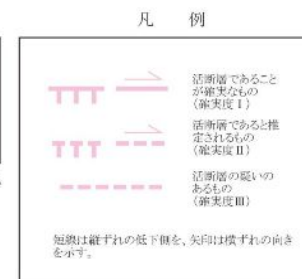 凡 例
活断層であること
が確実なもの
(確実度Ⅰ)
活断層であると推
定されるもの
(確実度Ⅱ)
活断層の疑いの
あるもの
(確実度Ⅲ)
短線は縦ずれの低下側を、矢印は横ずれの向き
を示す。